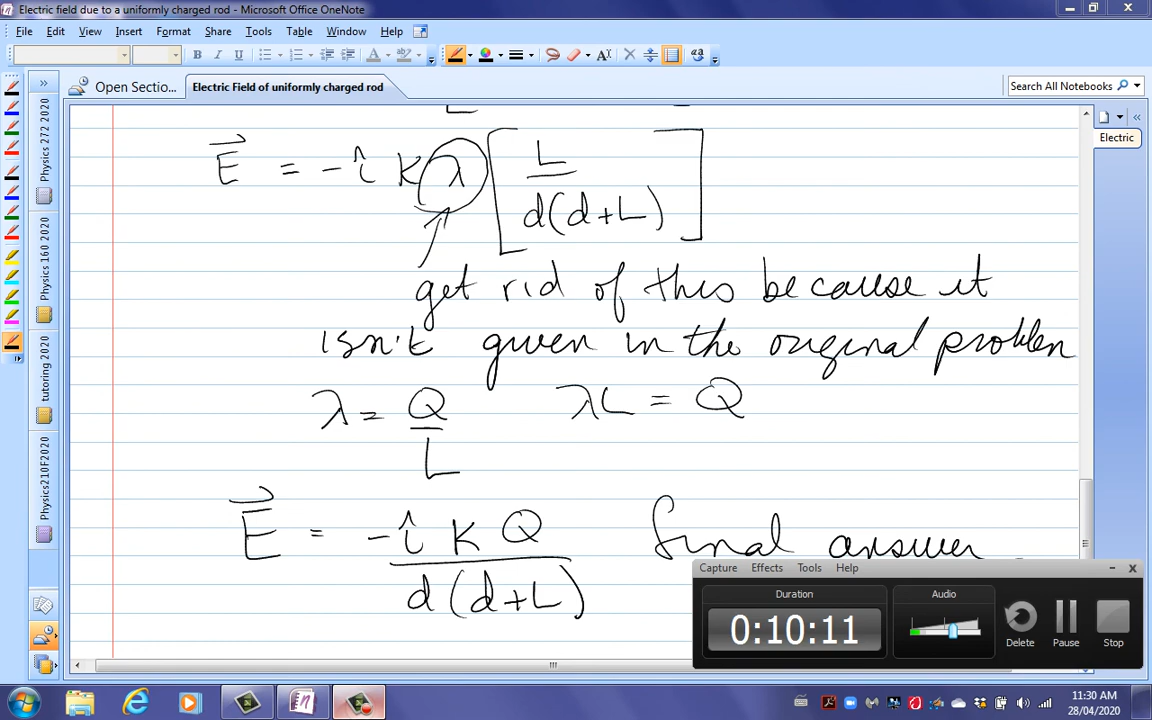 Electric field due to a uniformly charged rod - Microsoft Office OneNote
File Edit View Insert Format Share Tools Table Window Help
Open Sectio... Electric Field of uniformly charged rod Search All Notebooks
Electric
Physics 272 2020
Physics 160 2020
tutoring 2020
Physics210F2020
E⃗ = - î k λ [ L / d(d+L) ]
get rid of this because it
isn't given in the original problem
λ = Q/L λL = Q
E⃗ = - î k Q / d(d+L) final answer
Capture Effects Tools Help
Duration Audio
0:10:11 Delete Pause Stop
11:30 AM
28/04/2020